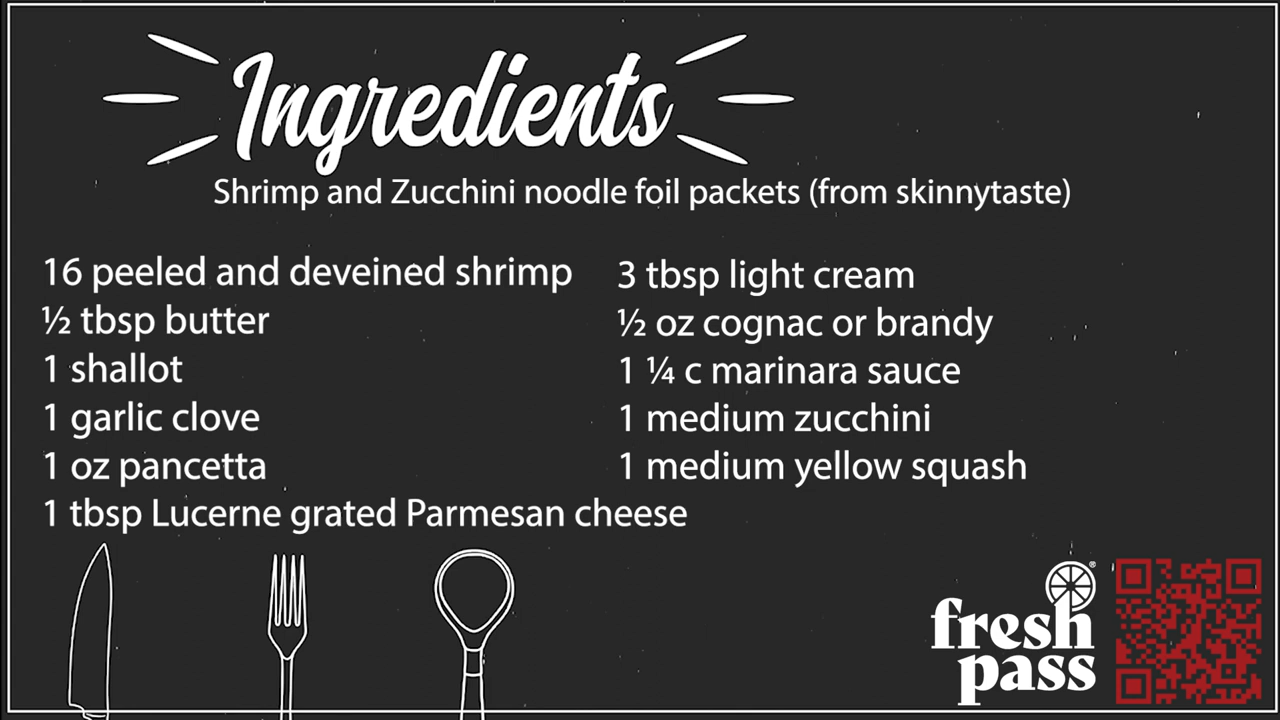 Ingredients
Shrimp and Zucchini noodle foil packets (from skinnytaste)
16 peeled and deveined shrimp
½ tbsp butter
1 shallot
1 garlic clove
1 oz pancetta
1 tbsp Lucerne grated Parmesan cheese
3 tbsp light cream
½ oz cognac or brandy
1 ¼ c marinara sauce
1 medium zucchini
1 medium yellow squash
fresh
pass
®